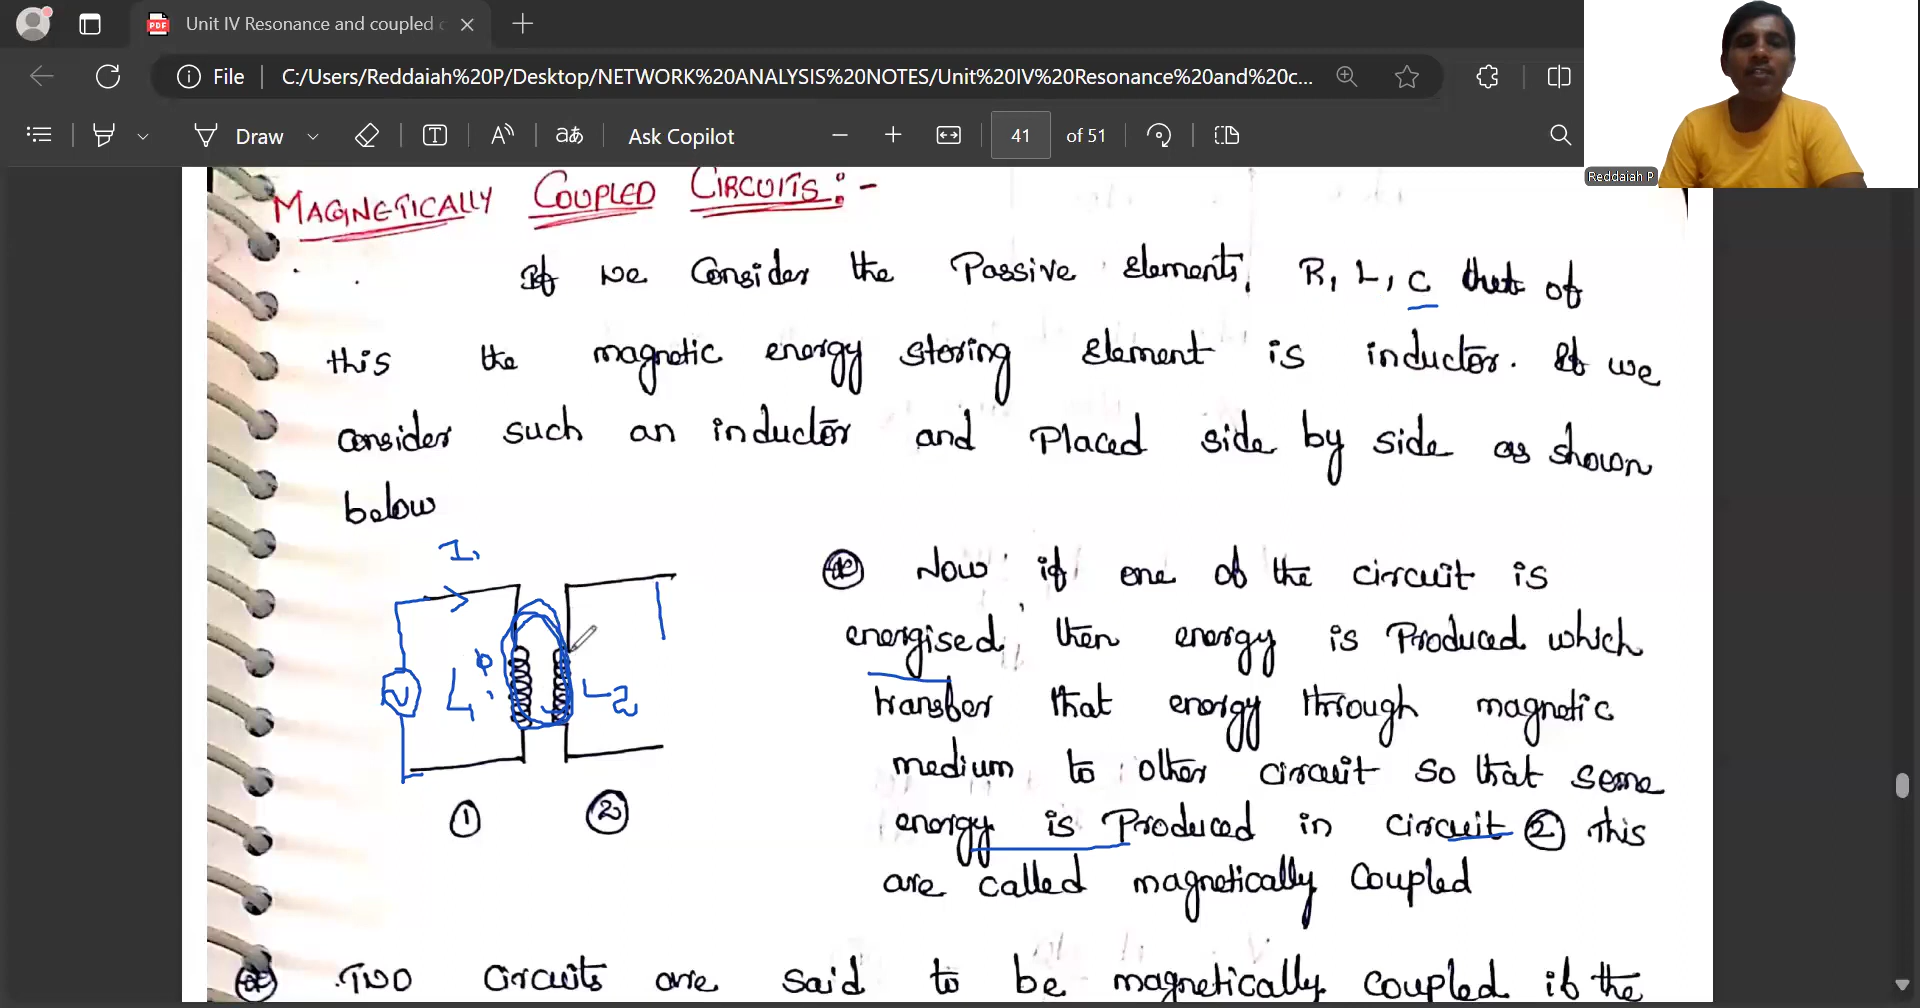 Unit IV Resonance and coupled c
File
C:/Users/Reddaiah%20P/Desktop/NETWORK%20ANALYSIS%20NOTES/Unit%20IV%20Resonance%20and%20c...
Draw
Ask Copilot
41 of 51
Reddaiah P
MAGNETICALLY COUPLED CIRCUITS:-
If we Consider the Passive Elements, R, L, C that of
this the magnetic energy storing Element is inductor. If we
consider such an inductor and Placed side by side as shown
below
I1
L1
φ1
L2
V
① ②
Now if one of the circuit is
energised, then energy is Produced which
transfer that energy through magnetic
medium to other circuit so that some
energy is Produced in circuit ② this
are called magnetically Coupled
Two circuits are said to be magnetically coupled if the